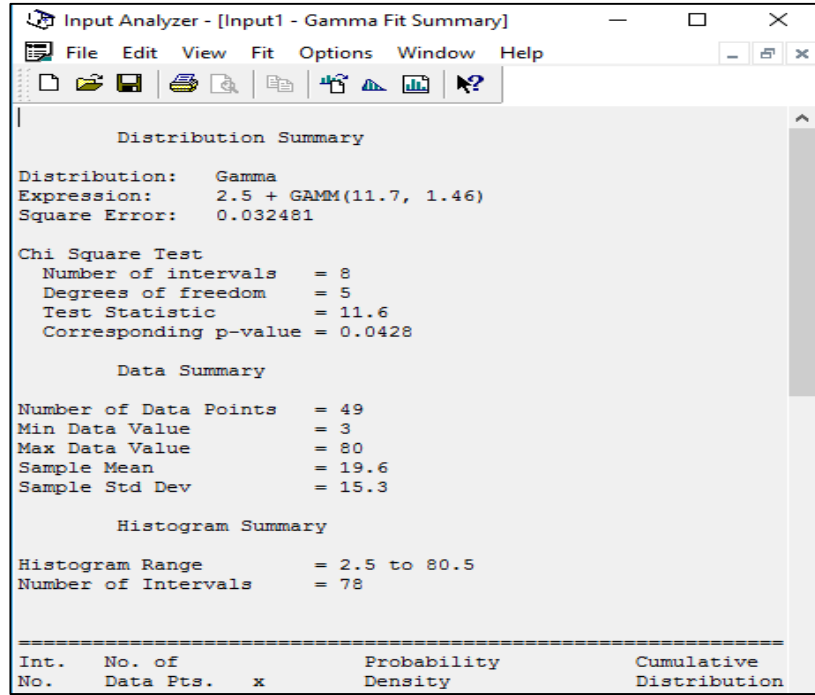 Input Analyzer - [Input1 - Gamma Fit Summary]
File Edit View Fit Options Window Help
Distribution Summary
Distribution: Gamma
Expression: 2.5 + GAMM(11.7, 1.46)
Square Error: 0.032481
Chi Square Test
Number of intervals = 8
Degrees of freedom = 5
Test Statistic = 11.6
Corresponding p-value = 0.0428
Data Summary
Number of Data Points = 49
Min Data Value = 3
Max Data Value = 80
Sample Mean = 19.6
Sample Std Dev = 15.3
Histogram Summary
Histogram Range = 2.5 to 80.5
Number of Intervals = 78
Int. No. of Probability Cumulative
No. Data Pts. x Density Distribution